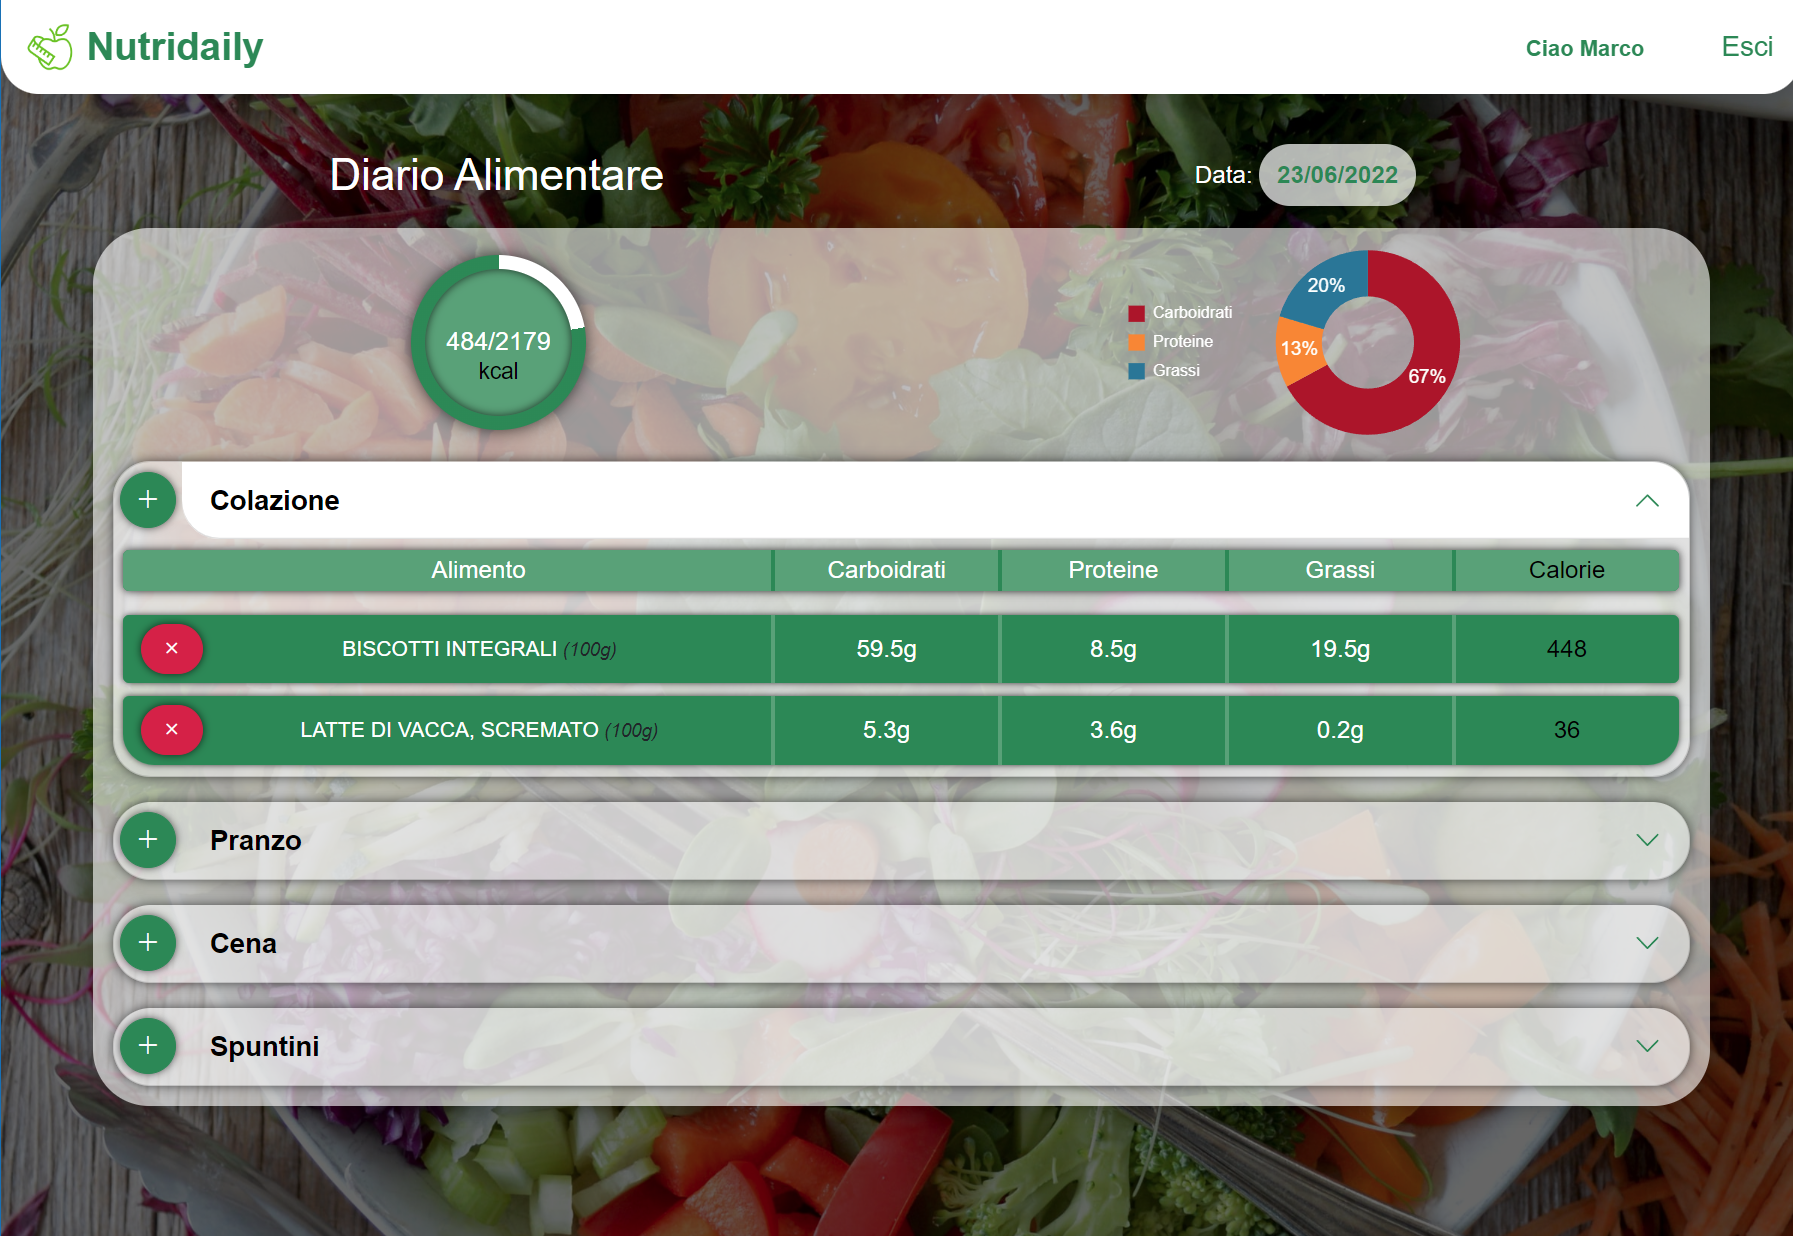 Nutridaily
Ciao Marco
Esci
Diario Alimentare
Data: 23/06/2022
484/2179
kcal
Carboidrati
Proteine
Grassi
20%
13%
67%
+ Colazione
Alimento Carboidrati Proteine Grassi Calorie
× BISCOTTI INTEGRALI (100g) 59.5g 8.5g 19.5g 448
× LATTE DI VACCA, SCREMATO (100g) 5.3g 3.6g 0.2g 36
+ Pranzo
+ Cena
+ Spuntini